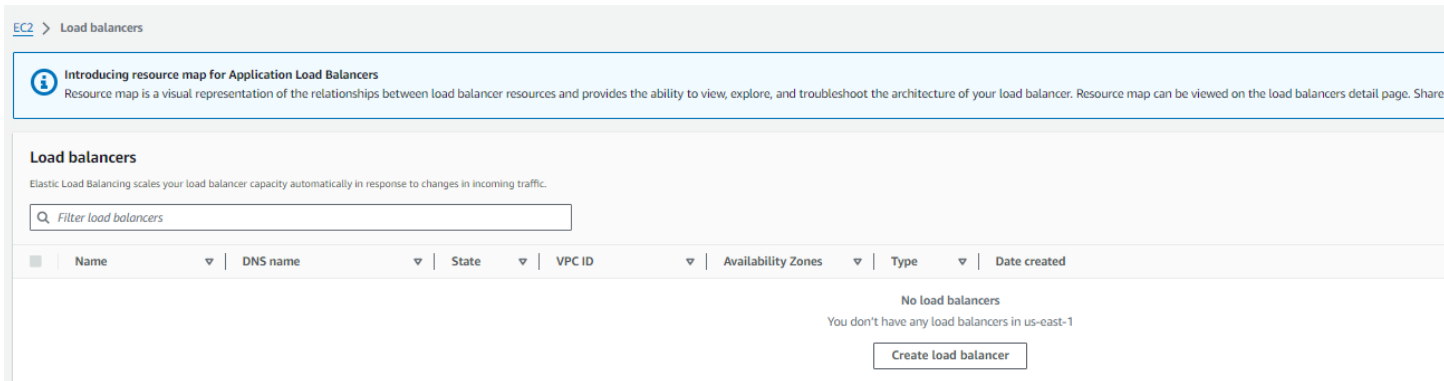 EC2 > Load balancers
Introducing resource map for Application Load Balancers
Resource map is a visual representation of the relationships between load balancer resources and provides the ability to view, explore, and troubleshoot the architecture of your load balancer. Resource map can be viewed on the load balancers detail page. Share
Load balancers
Elastic Load Balancing scales your load balancer capacity automatically in response to changes in incoming traffic.
Filter load balancers
Name DNS name State VPC ID Availability Zones Type Date created
No load balancers
You don't have any load balancers in us-east-1
Create load balancer